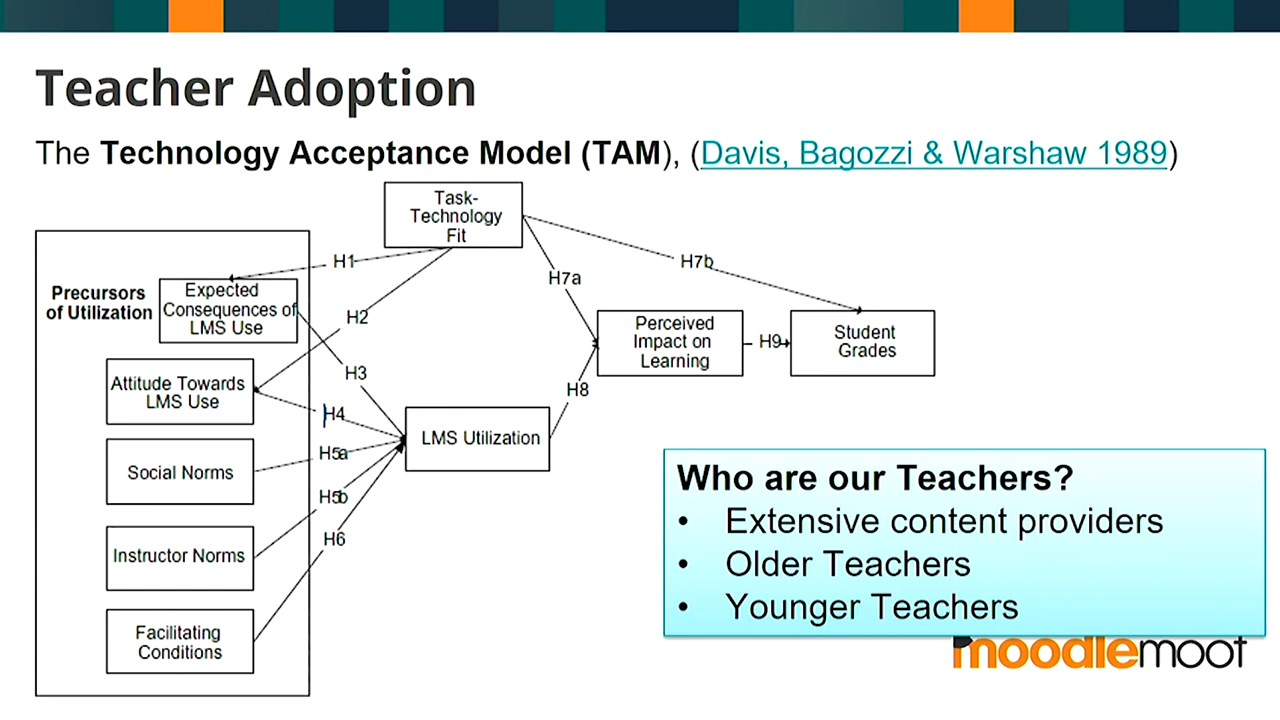 Teacher Adoption
The Technology Acceptance Model (TAM), (Davis, Bagozzi & Warshaw 1989)
Task-
Technology
Fit
H1
H7a
H7b
Precursors
of Utilization
Expected
Consequences of
LMS Use
H2
Perceived
Impact on
Learning
H9
Student
Grades
H3
Attitude Towards
LMS Use
H4
H8
LMS Utilization
H5a
Social Norms
H5b
Instructor Norms
H6
Facilitating
Conditions
Who are our Teachers?
• Extensive content providers
• Older Teachers
• Younger Teachers
moodlemoot